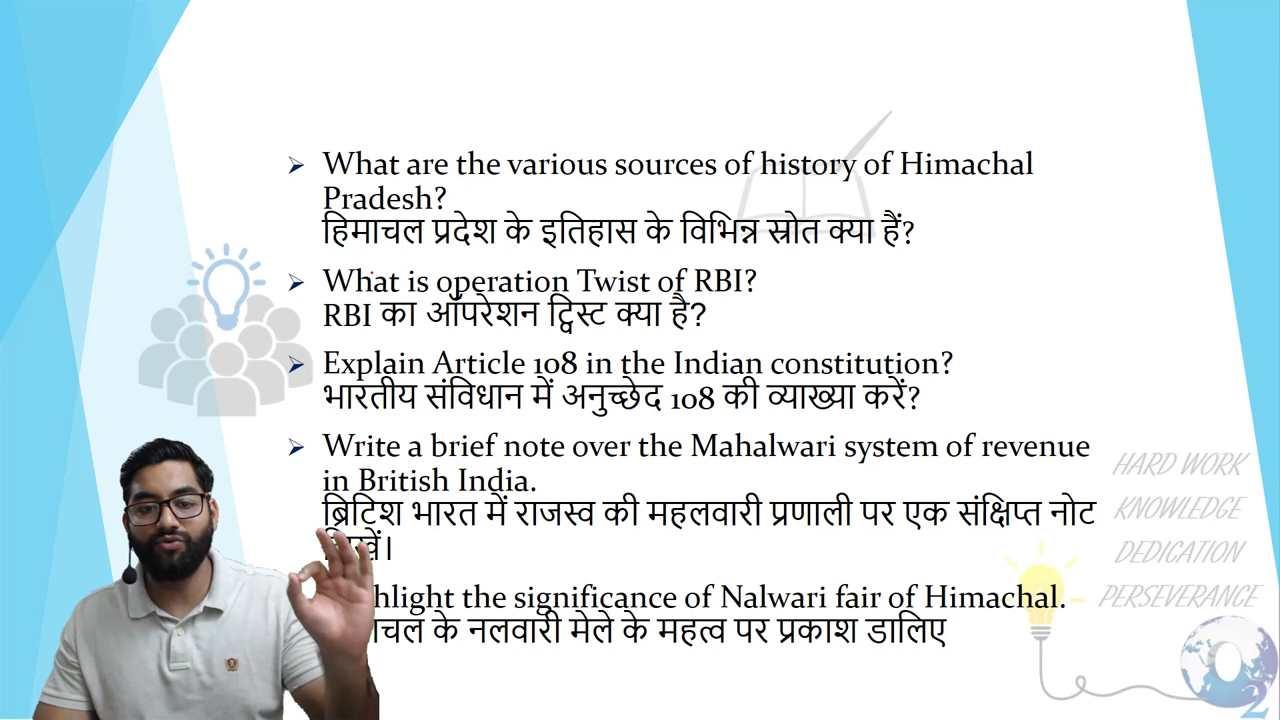 What are the various sources of history of Himachal
Pradesh?
हिमाचल प्रदेश के इतिहास के विभिन्न स्रोत क्या हैं?
What is operation Twist of RBI?
RBI का ऑपरेशन ट्विस्ट क्या है?
Explain Article 108 in the Indian constitution?
भारतीय संविधान में अनुच्छेद 108 की व्याख्या करें?
Write a brief note over the Mahalwari system of revenue
in British India.
ब्रिटिश भारत में राजस्व की महलवारी प्रणाली पर एक संक्षिप्त नोट
the significance of Nalwari fair of Himachal.
के नलवारी मेले के महत्व पर प्रकाश डालिए
HARD WORK
KNOWLEDGE
DEDICATION
PERSEVERANCE
O2